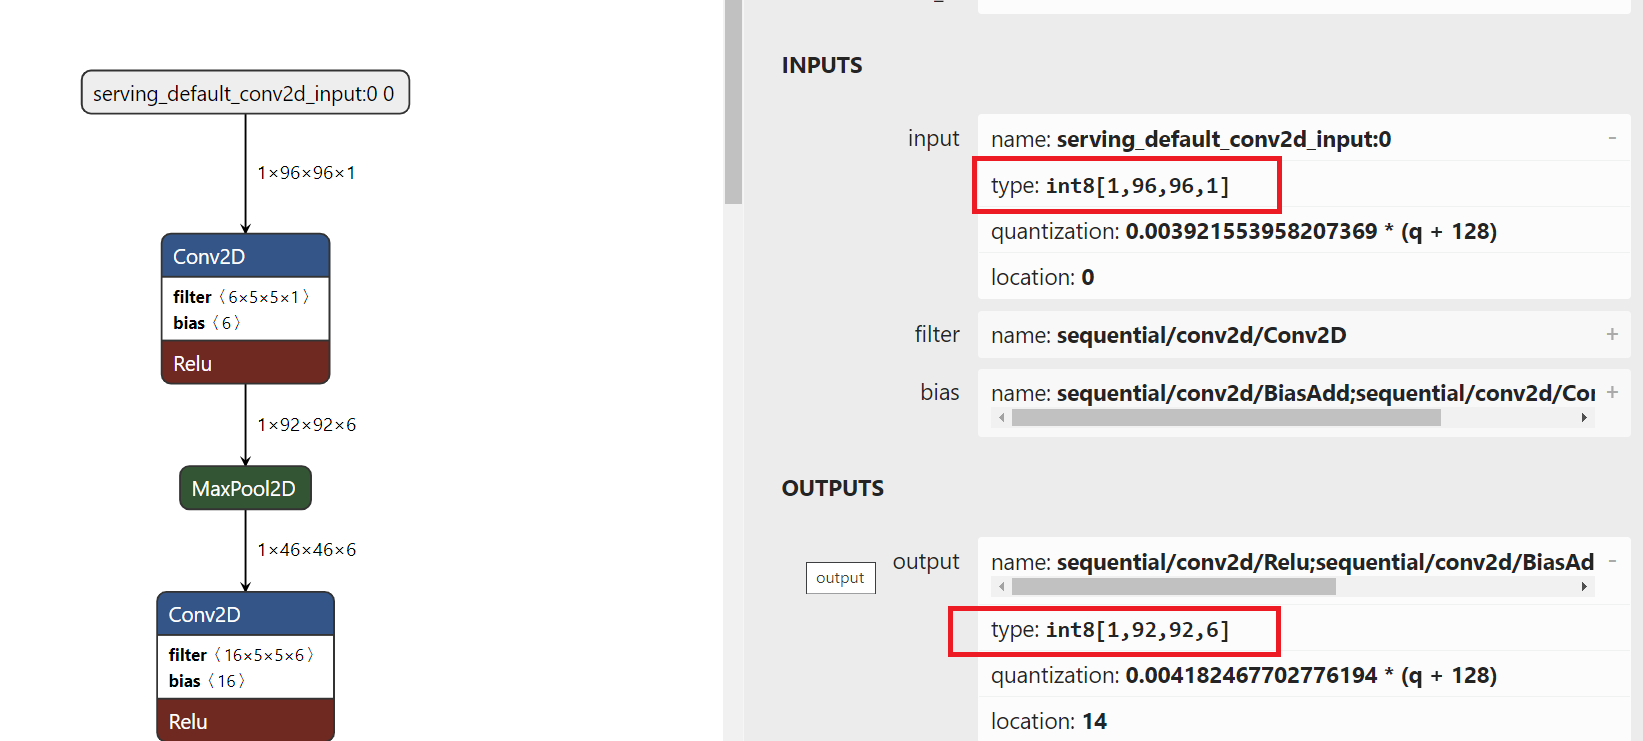 serving_default_conv2d_input:0 0
1×96×96×1
Conv2D
filter〈6×5×5×1〉
bias〈6〉
Relu
1×92×92×6
MaxPool2D
1×46×46×6
Conv2D
filter〈16×5×5×6〉
bias〈16〉
Relu
INPUTS
input
name: serving_default_conv2d_input:0
-
type: int8[1,96,96,1]
quantization: 0.003921553958207369 * (q + 128)
location: 0
filter
name: sequential/conv2d/Conv2D
+
bias
name: sequential/conv2d/BiasAdd;sequential/conv2d/Cor
+
OUTPUTS
output
output
name: sequential/conv2d/Relu;sequential/conv2d/BiasAd
-
type: int8[1,92,92,6]
quantization: 0.004182467702776194 * (q + 128)
location: 14